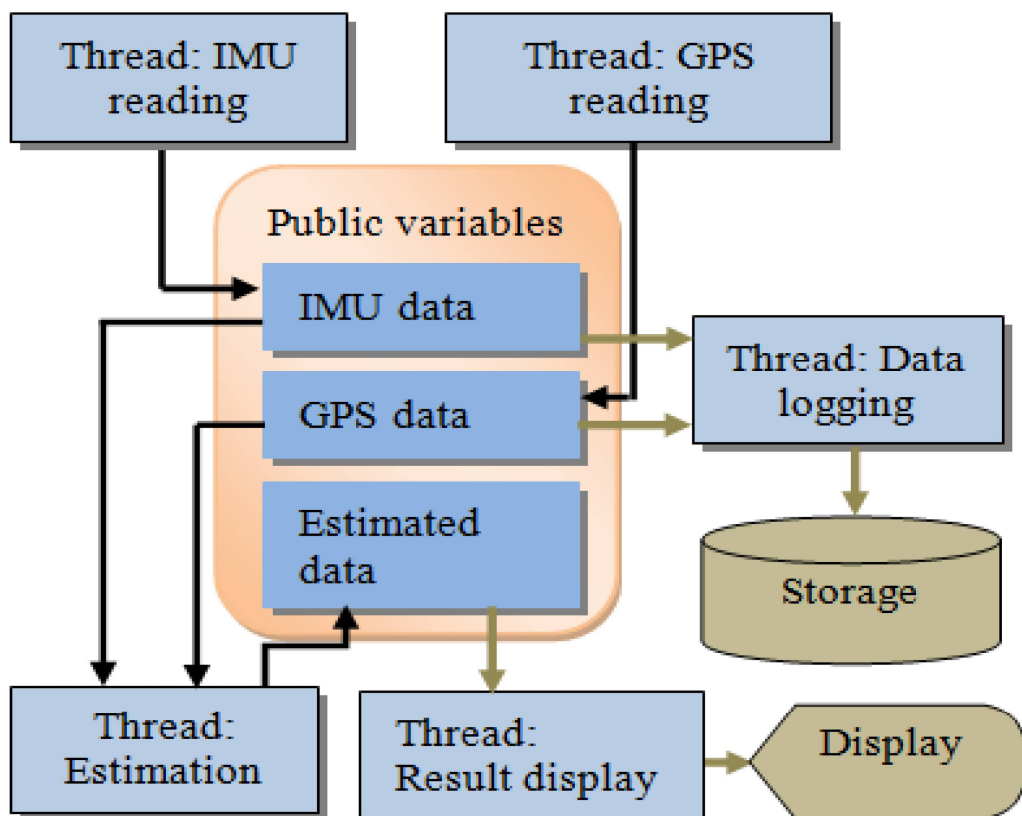 Thread: IMU
reading
Thread: GPS
reading
Public variables
IMU data
GPS data
Estimated
data
Thread: Data
logging
Storage
Thread:
Estimation
Thread:
Result display
Display